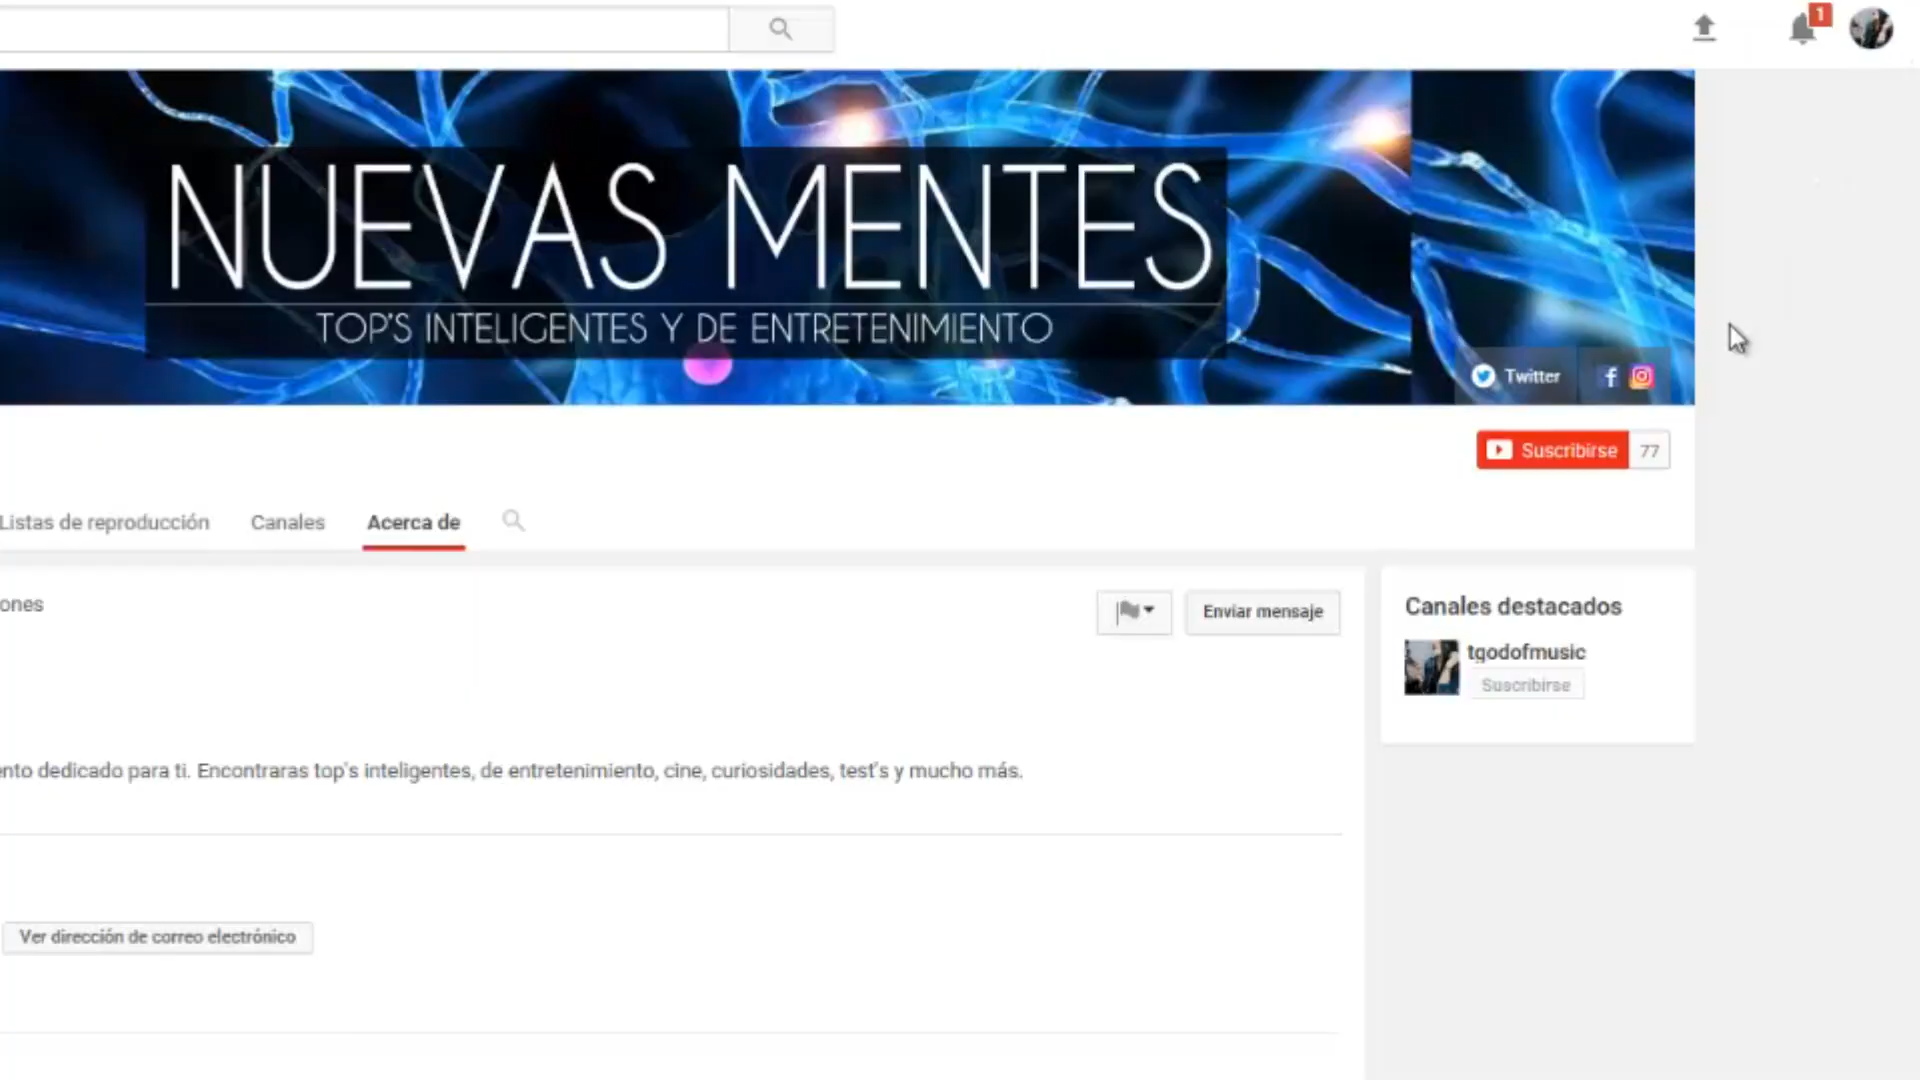 1
NUEVAS MENTES
TOP'S INTELIGENTES Y DE ENTRETENIMIENTO
Twitter
Suscribirse 77
Listas de reproducción Canales Acerca de
ones
Enviar mensaje
Canales destacados
tgodofmusic
Suscribirse
ento dedicado para ti. Encontraras top's inteligentes, de entretenimiento, cine, curiosidades, test's y mucho más.
Ver dirección de correo electrónico